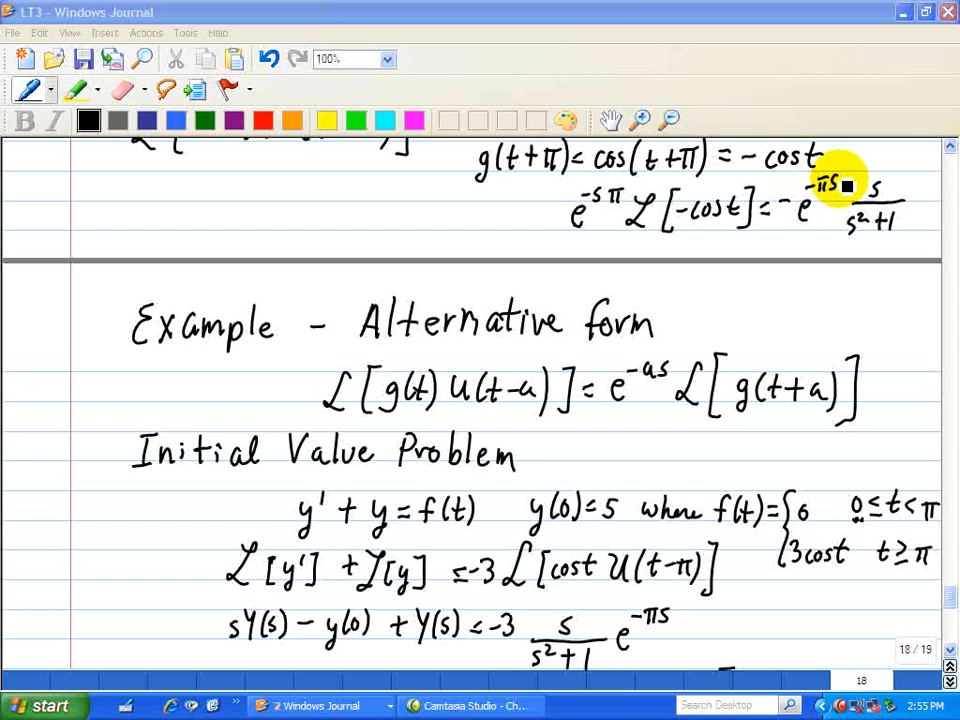 LT3 - Windows Journal
File Edit View Insert Actions Tools Help
100%
B I
g(t+π) = cos(t+π) = - cost
e^-sπ ℒ[-cost] = -e^-πs s/(s²+1)
Example - Alternative form
ℒ[g(t) U(t-a)] = e^-as ℒ[g(t+a)]
Initial Value Problem
y' + y = f(t) y(0) = 5 where f(t) = { 0 0 ≤ t < π
3cost t ≥ π
ℒ[y'] + ℒ[y] = -3 ℒ[cost U(t-π)]
sY(s) - y(0) + Y(s) = -3 s/(s²+1) e^-πs
18 / 19
18
start 2 Windows Journal Camtasia Studio - Ch... Search Desktop 2:55 PM